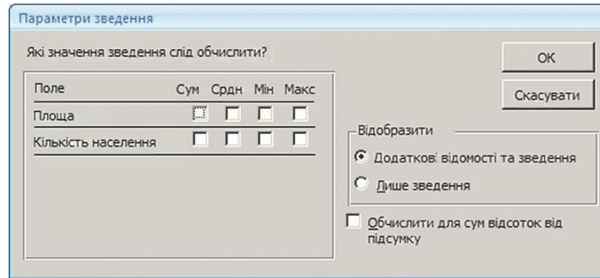 Параметри зведення
Які значення зведення слід обчислити?
Поле Сум Срдн Мін Макс
Площа
Кількість населення
ОК
Скасувати
Відобразити
Додаткові відомості та зведення
Лише зведення
Обчислити для сум відсоток від
підсумку